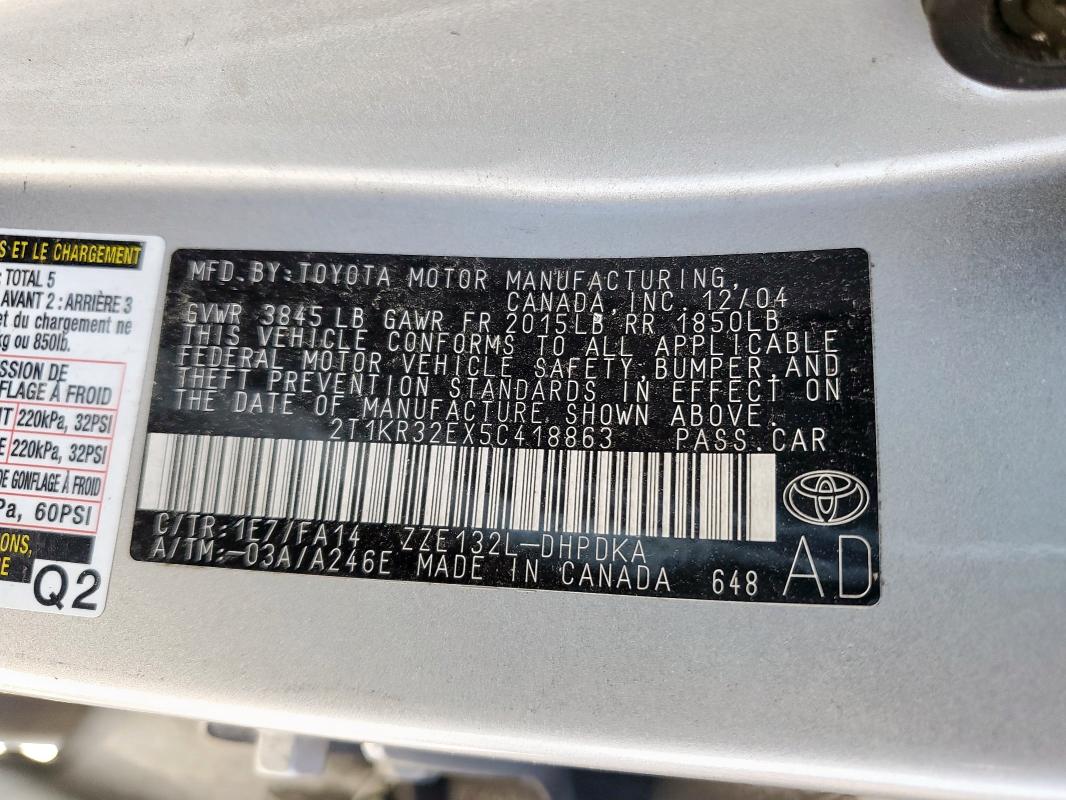 S ET LE CHARGEMENT
: TOTAL 5
AVANT 2 : ARRIÈRE 3
et du chargement ne
kg ou 850lb.
SSION DE
FLAGE À FROID
NT 220kPa, 32PSI
E 220kPa, 32PSI
DE GONFLAGE À FROID
Pa, 60PSI
ONS,
RE
Q2
MFD. BY: TOYOTA MOTOR MANUFACTURING,
CANADA, INC. 12/04
GVWR 3845 LB GAWR FR 2015LB RR 1850LB
THIS VEHICLE CONFORMS TO ALL APPLICABLE
FEDERAL MOTOR VEHICLE SAFETY, BUMPER, AND
THEFT PREVENTION STANDARDS IN EFFECT ON
THE DATE OF MANUFACTURE SHOWN ABOVE.
2T1KR32EX5C418863 PASS.CAR
C/TR: 1E7/FA14 ZZE132L-DHPDKA
A/TM: -03A/A246E MADE IN CANADA 648
AD